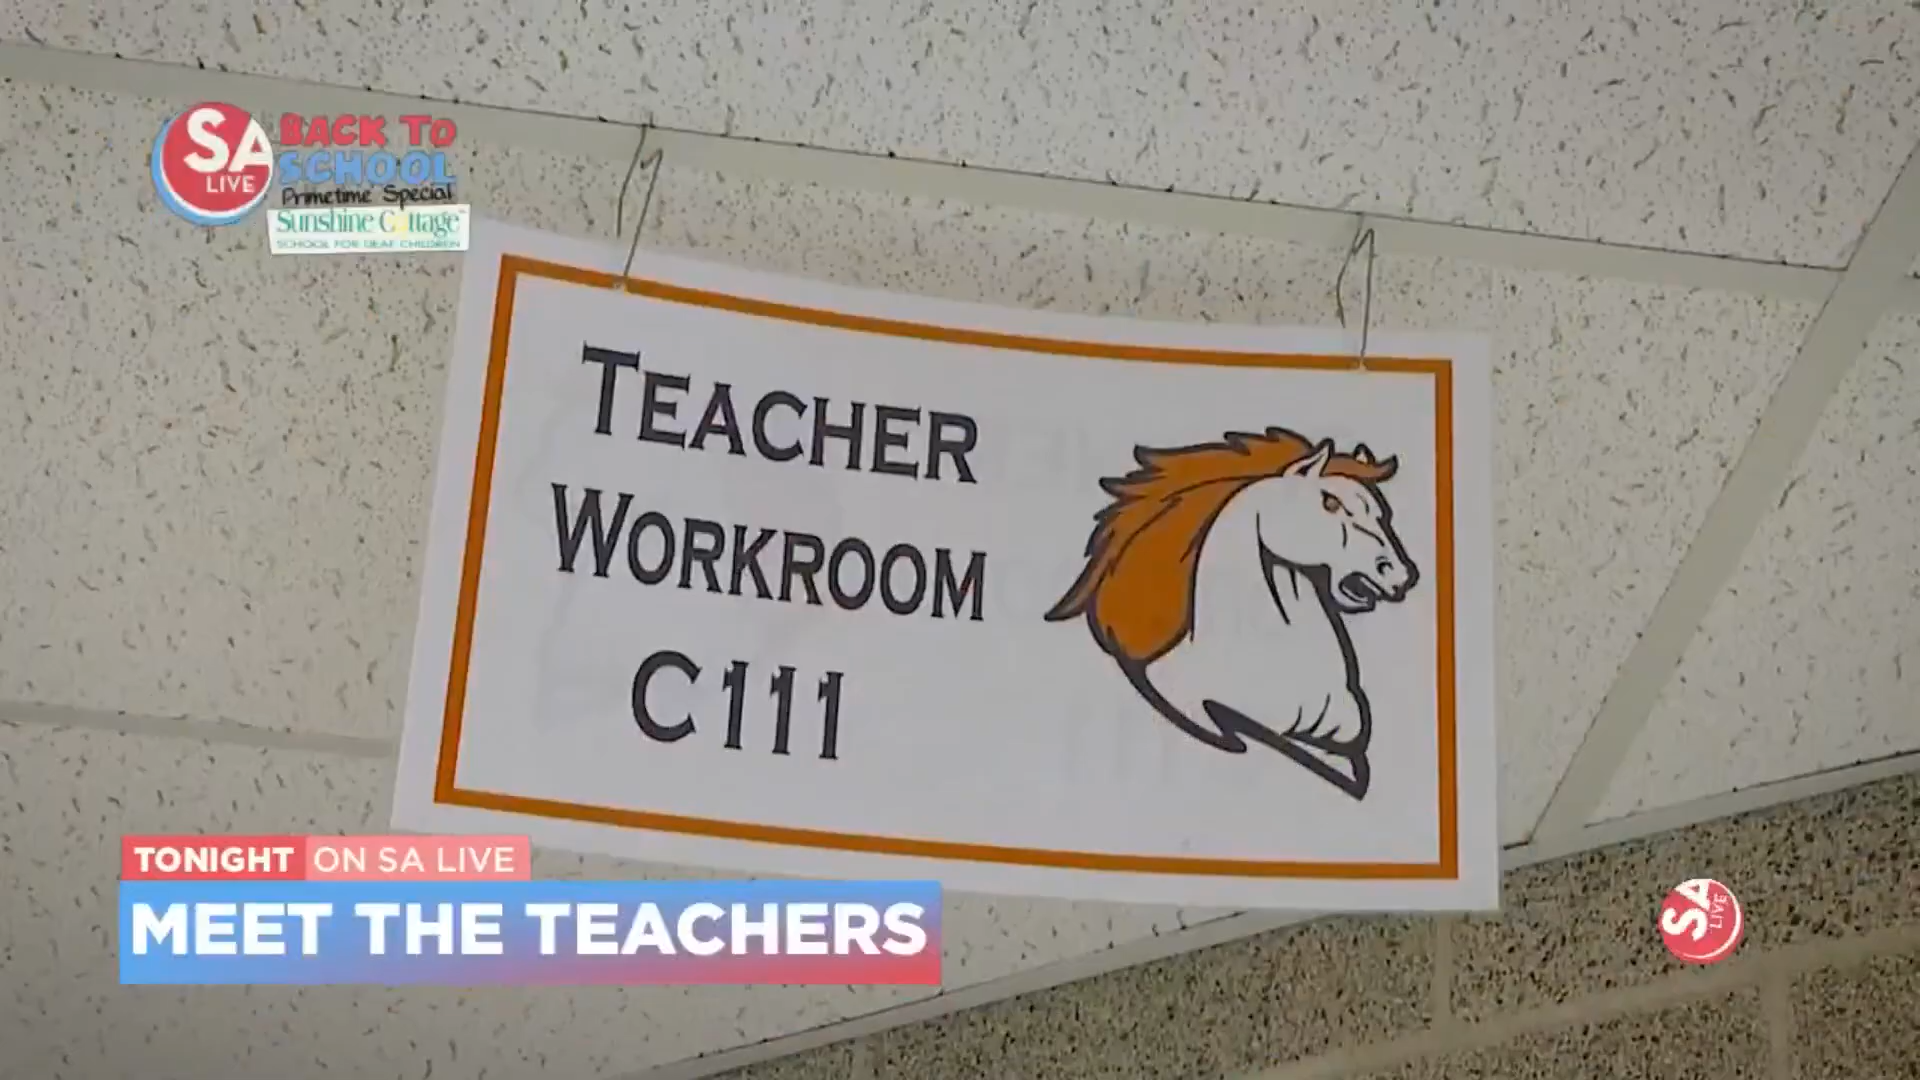 SA
LIVE
BACK TO
SCHOOL
Primetime Special
Sunshine Cottage
SCHOOL FOR DEAF CHILDREN
TEACHER
WORKROOM
C111
TONIGHT ON SA LIVE
MEET THE TEACHERS
SA
LIVE